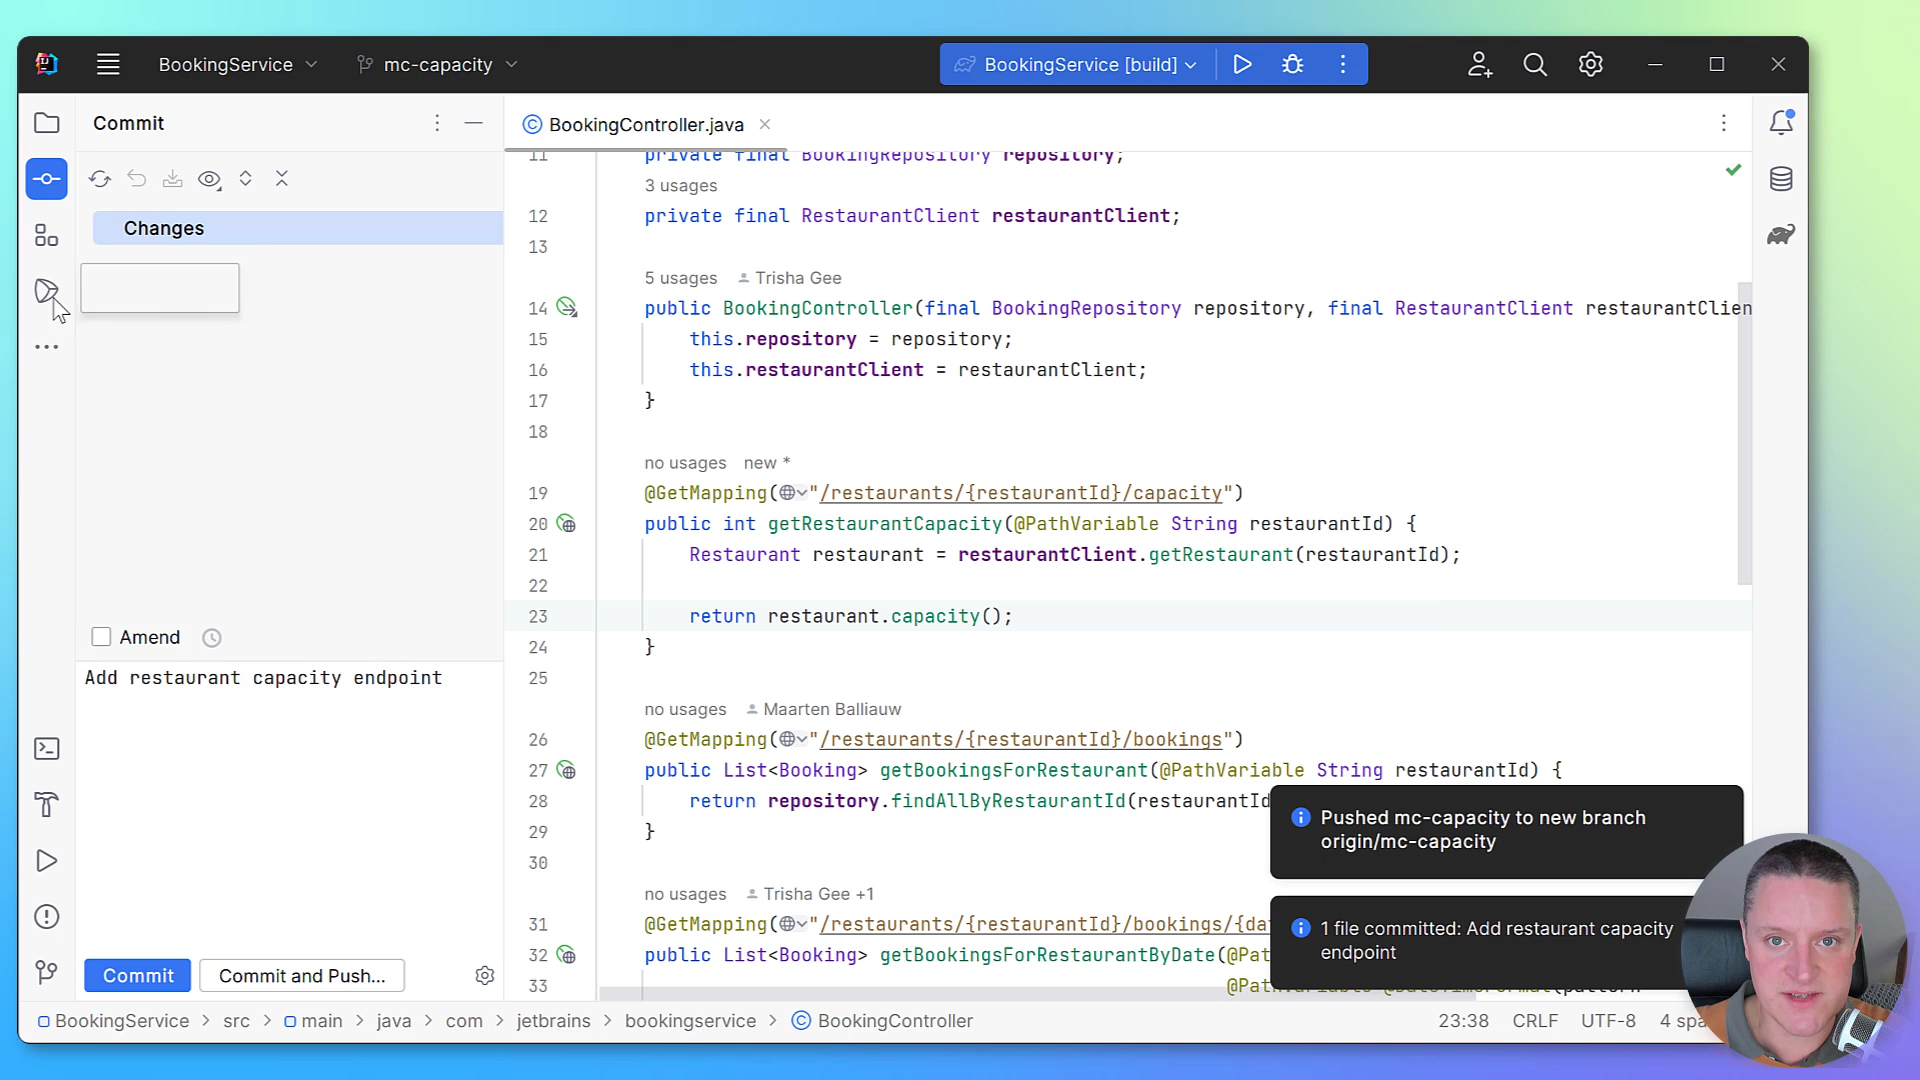 BookingService
mc-capacity
BookingService [build]
Commit
BookingController.java
Changes
11 private final BookingRepository repository;
3 usages
12 private final RestaurantClient restaurantClient;
13
5 usages Trisha Gee
14 public BookingController(final BookingRepository repository, final RestaurantClient restaurantClien
15 this.repository = repository;
16 this.restaurantClient = restaurantClient;
17 }
18
no usages new *
19 @GetMapping("/restaurants/{restaurantId}/capacity")
20 public int getRestaurantCapacity(@PathVariable String restaurantId) {
21 Restaurant restaurant = restaurantClient.getRestaurant(restaurantId);
22
23 return restaurant.capacity();
24 }
25
no usages Maarten Balliauw
26 @GetMapping("/restaurants/{restaurantId}/bookings")
27 public List<Booking> getBookingsForRestaurant(@PathVariable String restaurantId) {
28 return repository.findAllByRestaurantId(restaurantId
29 }
30
no usages Trisha Gee +1
31 @GetMapping("/restaurants/{restaurantId}/bookings/{da
32 public List<Booking> getBookingsForRestaurantByDate(@Pat
33
Amend
Add restaurant capacity endpoint
Commit
Commit and Push...
Pushed mc-capacity to new branch
origin/mc-capacity
1 file committed: Add restaurant capacity
endpoint
BookingService > src > main > java > com > jetbrains > bookingservice > BookingController
23:38 CRLF UTF-8 4 spa